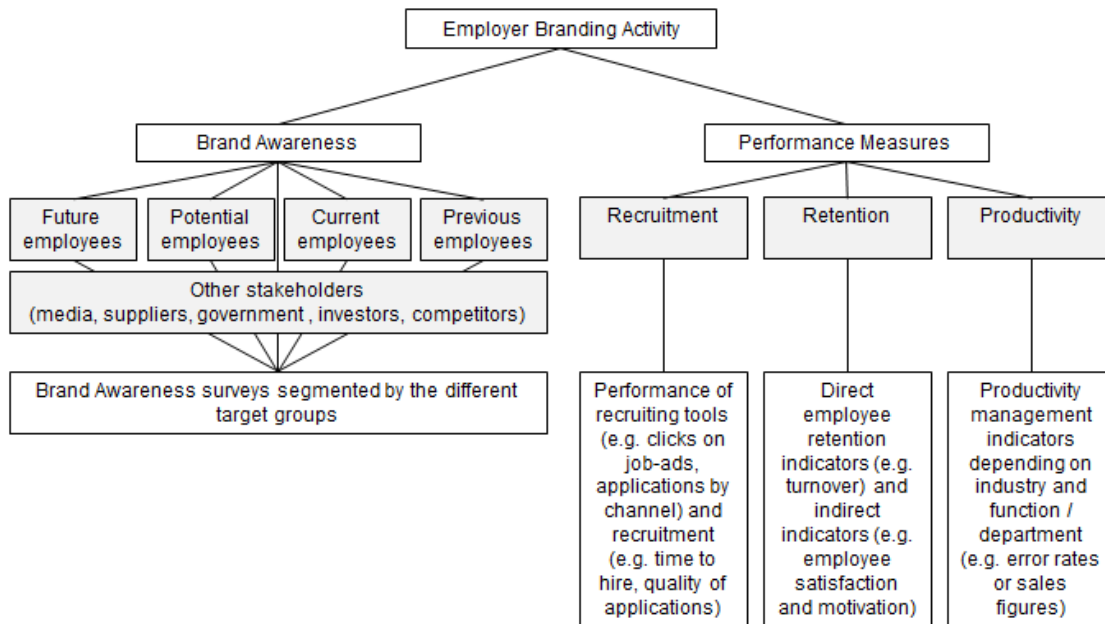 Employer Branding Activity
Brand Awareness
Performance Measures
Future
employees
Potential
employees
Current
employees
Previous
employees
Recruitment
Retention
Productivity
Other stakeholders
(media, suppliers, government , investors, competitors)
Brand Awareness surveys segmented by the different
target groups
Performance of
recruiting tools
(e.g. clicks on
job-ads,
applications by
channel) and
recruitment
(e.g. time to
hire, quality of
applications)
Direct
employee
retention
indicators (e.g.
turnover) and
indirect
indicators (e.g.
employee
satisfaction
and motivation)
Productivity
management
indicators
depending on
industry and
function /
department
(e.g. error rates
or sales
figures)